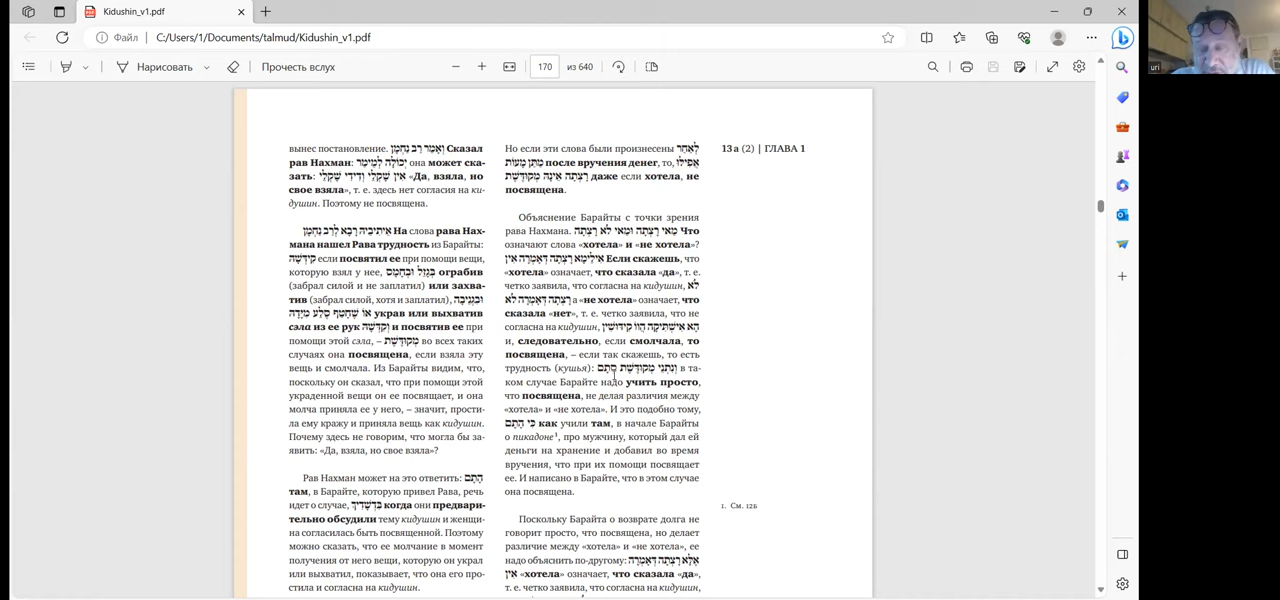 Kidushin_v1.pdf
Файл
C:/Users/1/Documents/talmud/Kidushin_v1.pdf
Нарисовать
Прочесть вслух
170 из 640
uri
вынес постановление. וְאָמַר רַב נַחְמָן Сказал
рав Нахман: יְכוֹלָה לְמֵימַר она может ска-
зать: אִין שָׁקְלִי וְדִידִי שָׁקְלִי «Да, взяла, но
свое взяла», т. е. здесь нет согласия на ки-
душин. Поэтому не посвящена.
אֵיתִיבֵיהּ רָבָא לְרַב נַחְמָן На слова рава Нах-
мана нашел Рава трудность из Барайты:
קִידְּשָׁהּ если посвятил ее при помощи вещи,
которую взял у нее, בְּגָזֵל וּבְחָמָס ограбив
(забрал силой и не заплатил) или захва-
тив (забрал силой, хотя и заплатил), וּבִגְנֵיבָה
אוֹ שֶׁחָטַף סֶלַע מִיָּדָהּ украв или выхватив
сэла из ее рук וְקִדְּשָׁהּ и посвятив ее при
помощи этой сэла, – מְקוּדֶּשֶׁת во всех таких
случаях она посвящена, если взяла эту
вещь и смолчала. Из Барайты видим, что,
поскольку он сказал, что при помощи этой
украденной вещи он ее посвящает, и она
молча приняла ее у него, – значит, прости-
ла ему кражу и приняла вещь как кидушин.
Почему здесь не говорим, что могла бы за-
явить: «Да, взяла, но свое взяла»?
Рав Нахман может на это ответить: הָתָם
там, в Барайте, которую привел Рава, речь
идет о случае, בִּדְשַׁדֵּיךְ когда они предвари-
тельно обсудили тему кидушин и женщи-
на согласилась быть посвященной. Поэтому
можно сказать, что ее молчание в момент
получения от него вещи, которую он украл
или выхватил, показывает, что она его про-
стила и согласна на кидушин.
Но если эти слова были произнесены לְאַחַר
מַתַּן מָעוֹת после вручения денег, то, אֲפִילּוּ
רָצְתָה אֵינָהּ מְקוּדֶּשֶׁת даже если хотела, не
посвящена.
Объяснение Барайты с точки зрения
рава Нахмана. מַאי רָצְתָה וּמַאי לֹא רָצְתָה Что
означают слова «хотела» и «не хотела»?
אִילֵימָא רָצְתָה דַּאֲמַרָה אִין Если скажешь, что
«хотела» означает, что сказала «да», т. е.
четко заявила, что согласна на кидушин, לֹא
רָצְתָה דַּאֲמַרָה לֹא а «не хотела» означает, что
сказала «нет», т. е. четко заявила, что не
согласна на кидушин, הָא אִישְׁתִּיקָה הָווּ קִידּוּשִׁין
и, следовательно, если смолчала, то
посвящена, – если так скажешь, то есть
трудность (кушья): וְנִתְנֵי מְקוּדֶּשֶׁת סְתָם в та-
ком случае Барайте надо учить просто,
что посвящена, не делая различия между
«хотела» и «не хотела». И это подобно тому,
כִּי הָתָם как учили там, в начале Барайты
о пикадоне¹, про мужчину, который дал ей
деньги на хранение и добавил во время
вручения, что при их помощи посвящает
ее. И написано в Барайте, что в этом случае
она посвящена.
Поскольку Барайта о возврате долга не
говорит просто, что посвящена, но делает
различие между «хотела» и «не хотела», ее
надо объяснить по-другому: אֶלָּא רָצְתָה דַּאֲמַרָה
אִין «хотела» означает, что сказала «да»,
т. е. четко заявила, что согласна на кидушин,
13а (2) | ГЛАВА 1
1. См. 12Б